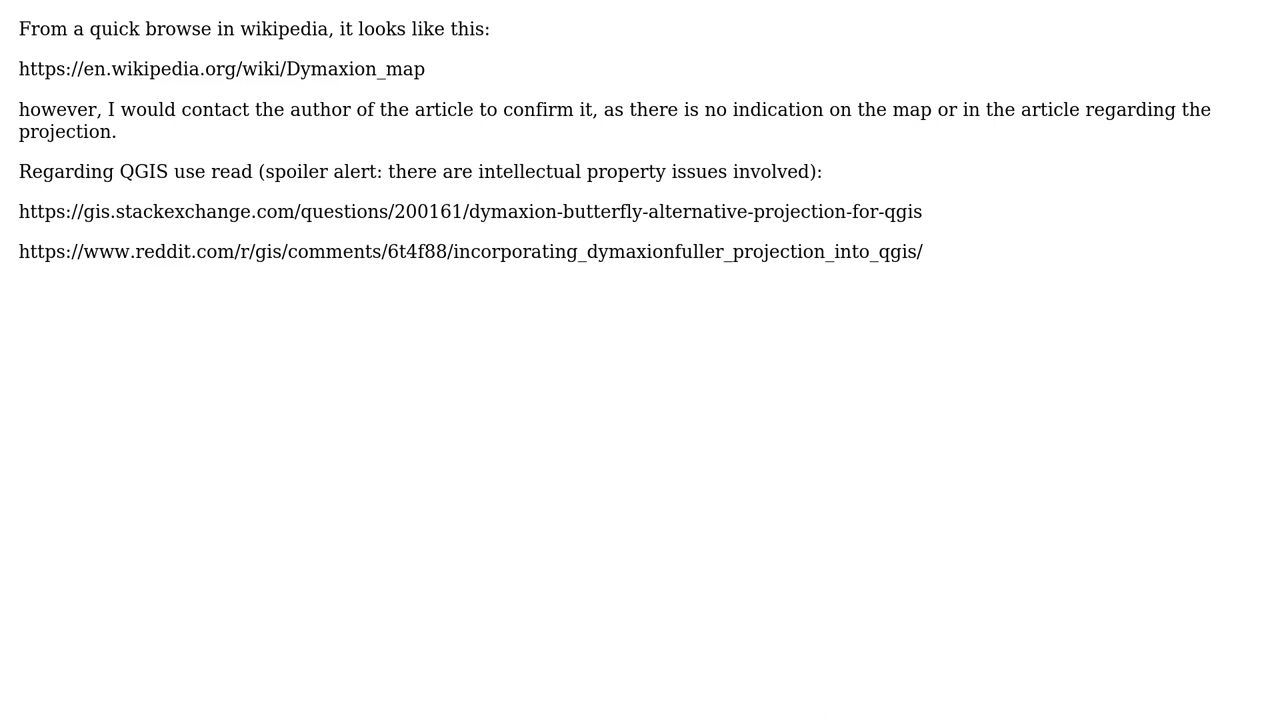 From a quick browse in wikipedia, it looks like this:
https://en.wikipedia.org/wiki/Dymaxion_map
however, I would contact the author of the article to confirm it, as there is no indication on the map or in the article regarding the
projection.
Regarding QGIS use read (spoiler alert: there are intellectual property issues involved):
https://gis.stackexchange.com/questions/200161/dymaxion-butterfly-alternative-projection-for-qgis
https://www.reddit.com/r/gis/comments/6t4f88/incorporating_dymaxionfuller_projection_into_qgis/